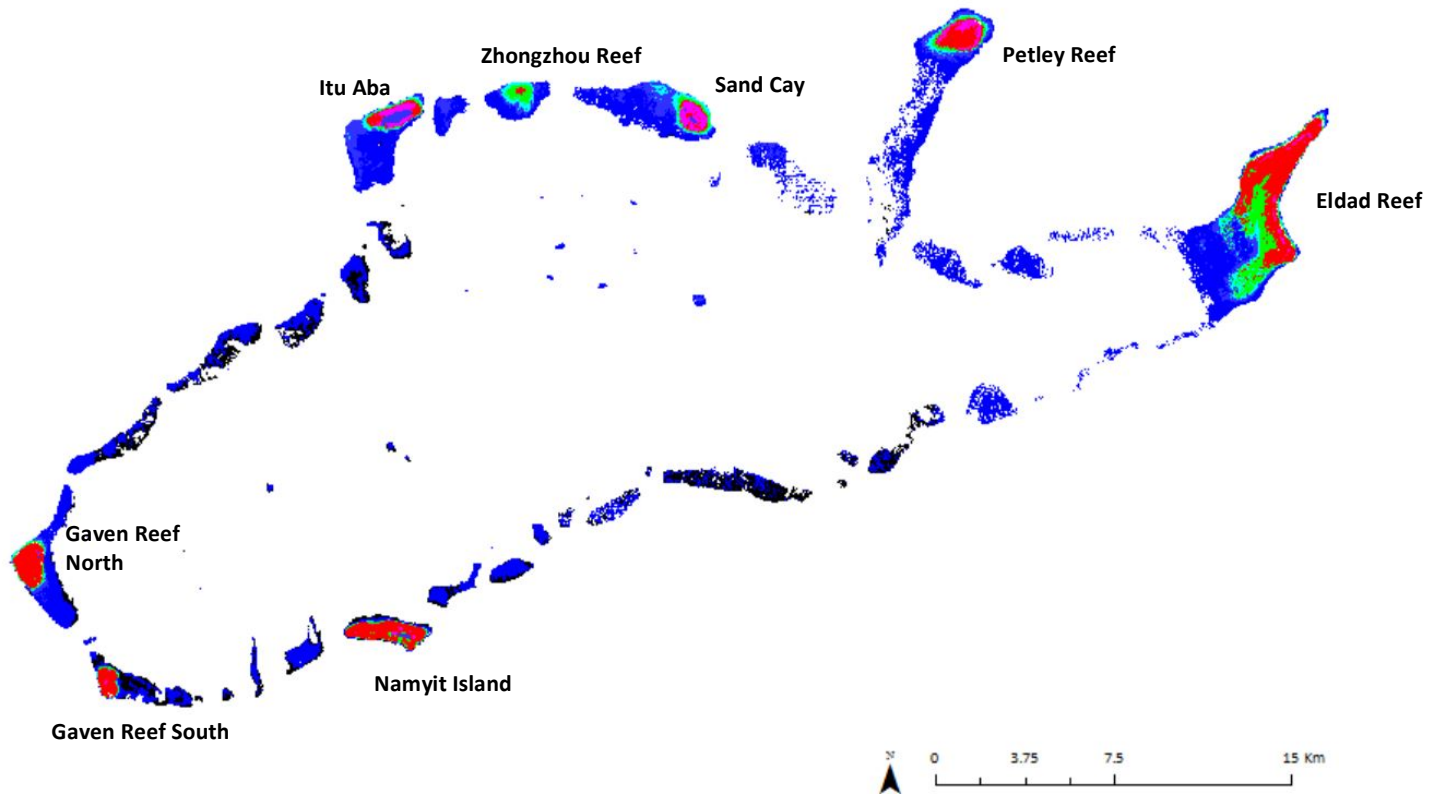 Petley Reef
Zhongzhou Reef
Itu Aba
Sand Cay
Eldad Reef
Gaven Reef
North
Namyit Island
Gaven Reef South
N
0 3.75 7.5 15 Km